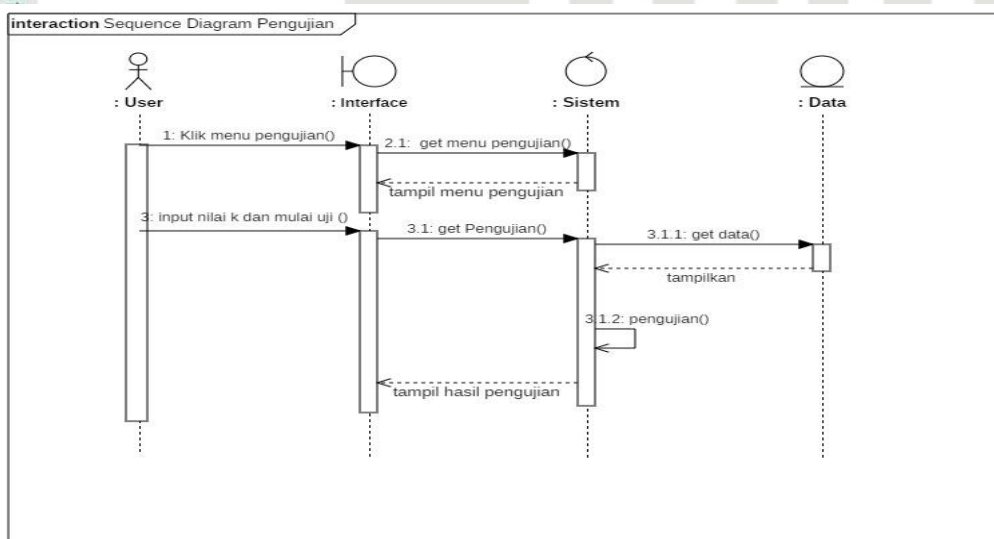 interaction Sequence Diagram Pengujian
: User
: Interface
: Sistem
: Data
1: Klik menu pengujian()
2.1: get menu pengujian()
tampil menu pengujian
3: input nilai k dan mulai uji ()
3.1: get Pengujian()
3.1.1: get data()
tampilkan
3.1.2: pengujian()
tampil hasil pengujian